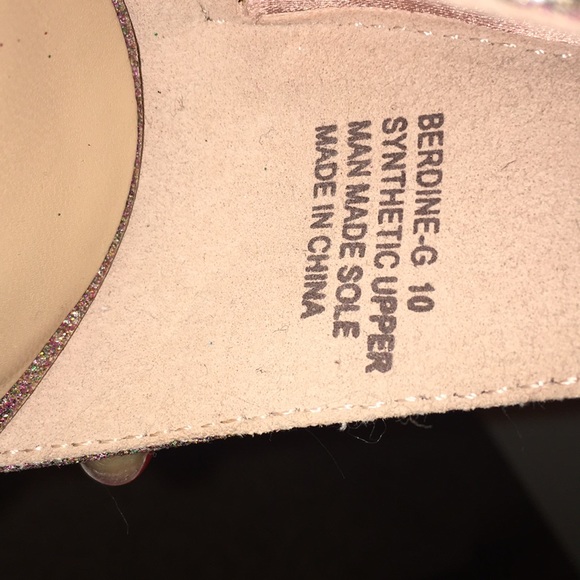 BERDINE-G 10
SYNTHETIC UPPER
MAN MADE SOLE
MADE IN CHINA